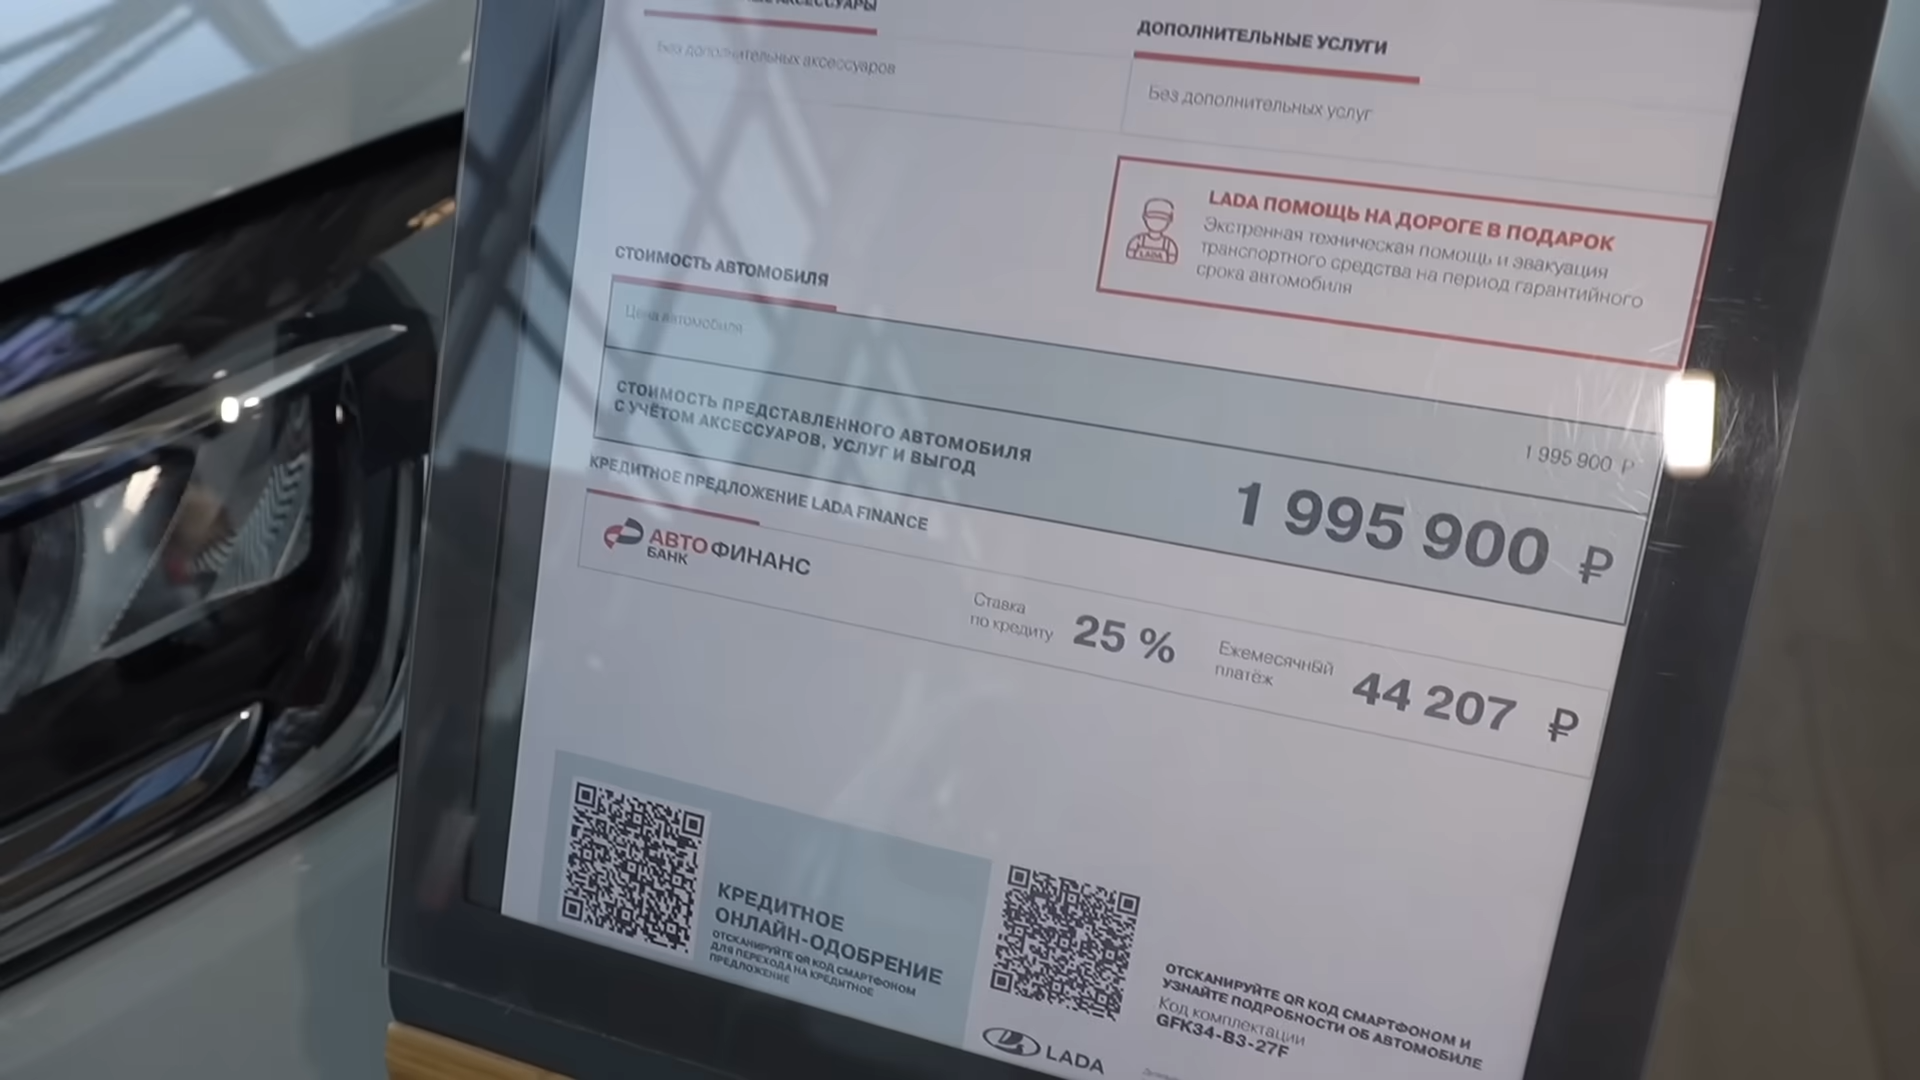 АКСЕССУАРЫ
Без дополнительных аксессуаров
ДОПОЛНИТЕЛЬНЫЕ УСЛУГИ
Без дополнительных услуг
LADA ПОМОЩЬ НА ДОРОГЕ В ПОДАРОК
Экстренная техническая помощь и эвакуация
транспортного средства на период гарантийного
срока автомобиля
LADA
СТОИМОСТЬ АВТОМОБИЛЯ
Цена автомобиля
1 995 900 ₽
СТОИМОСТЬ ПРЕДСТАВЛЕННОГО АВТОМОБИЛЯ
С УЧЁТОМ АКСЕССУАРОВ, УСЛУГ И ВЫГОД
1 995 900 ₽
КРЕДИТНОЕ ПРЕДЛОЖЕНИЕ LADA FINANCE
АВТОФИНАНС
БАНК
Ставка
по кредиту
25 %
Ежемесячный
платёж
44 207 ₽
КРЕДИТНОЕ
ОНЛАЙН-ОДОБРЕНИЕ
ОТСКАНИРУЙТЕ QR КОД СМАРТФОНОМ
ДЛЯ ПЕРЕХОДА НА КРЕДИТНОЕ
ПРЕДЛОЖЕНИЕ
LADA
ОТСКАНИРУЙТЕ QR КОД СМАРТФОНОМ И
УЗНАЙТЕ ПОДРОБНОСТИ ОБ АВТОМОБИЛЕ
Код комплектации
GFK34-B3-27F